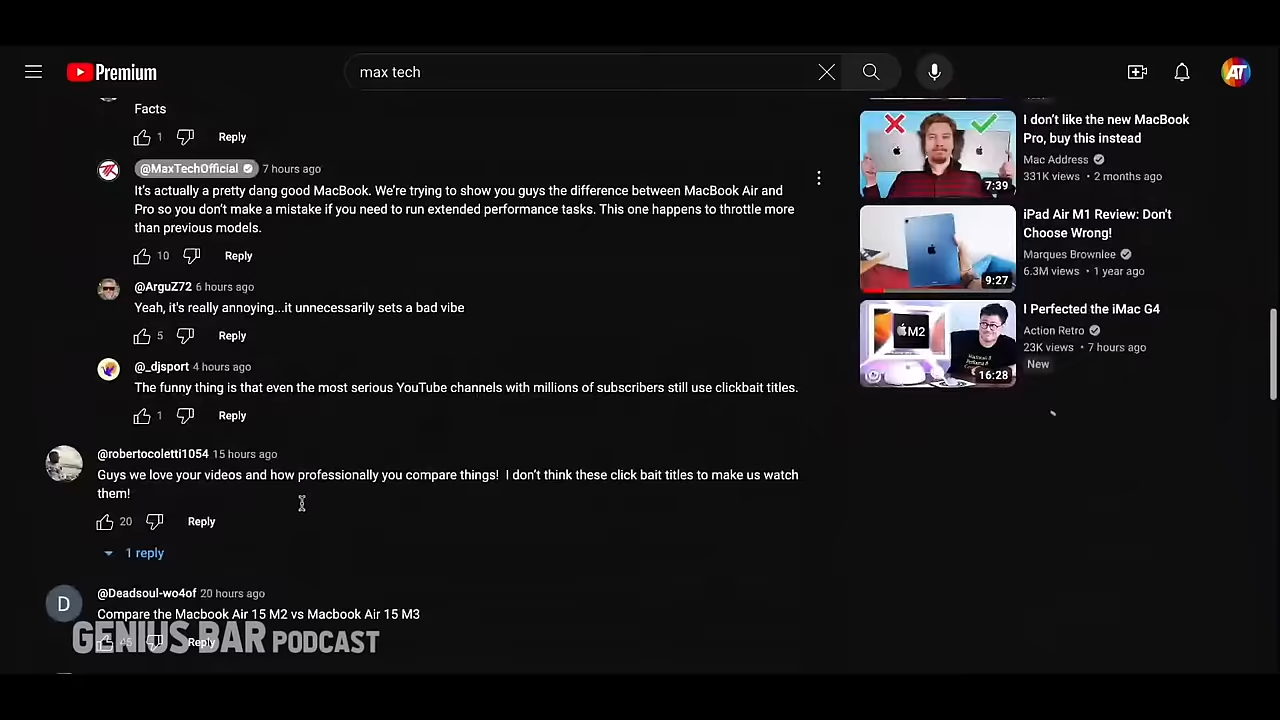 Premium
max tech
AT
Facts
1
Reply
@MaxTechOfficial 7 hours ago
It's actually a pretty dang good MacBook. We're trying to show you guys the difference between MacBook Air and
Pro so you don't make a mistake if you need to run extended performance tasks. This one happens to throttle more
than previous models.
10
Reply
@ArguZ72 6 hours ago
Yeah, it's really annoying...it unnecessarily sets a bad vibe
5
Reply
@_djsport 4 hours ago
The funny thing is that even the most serious YouTube channels with millions of subscribers still use clickbait titles.
1
Reply
@robertocoletti1054 15 hours ago
Guys we love your videos and how professionally you compare things!  I don't think these click bait titles to make us watch
them!
20
Reply
1 reply
D
@Deadsoul-wo4of 20 hours ago
Compare the Macbook Air 15 M2 vs Macbook Air 15 M3
45
Reply
GENIUS BAR PODCAST
7:39
I don't like the new MacBook
Pro, buy this instead
Mac Address
331K views • 2 months ago
9:27
iPad Air M1 Review: Don't
Choose Wrong!
Marques Brownlee
6.3M views • 1 year ago
M2
16:28
I Perfected the iMac G4
Action Retro
23K views • 7 hours ago
New